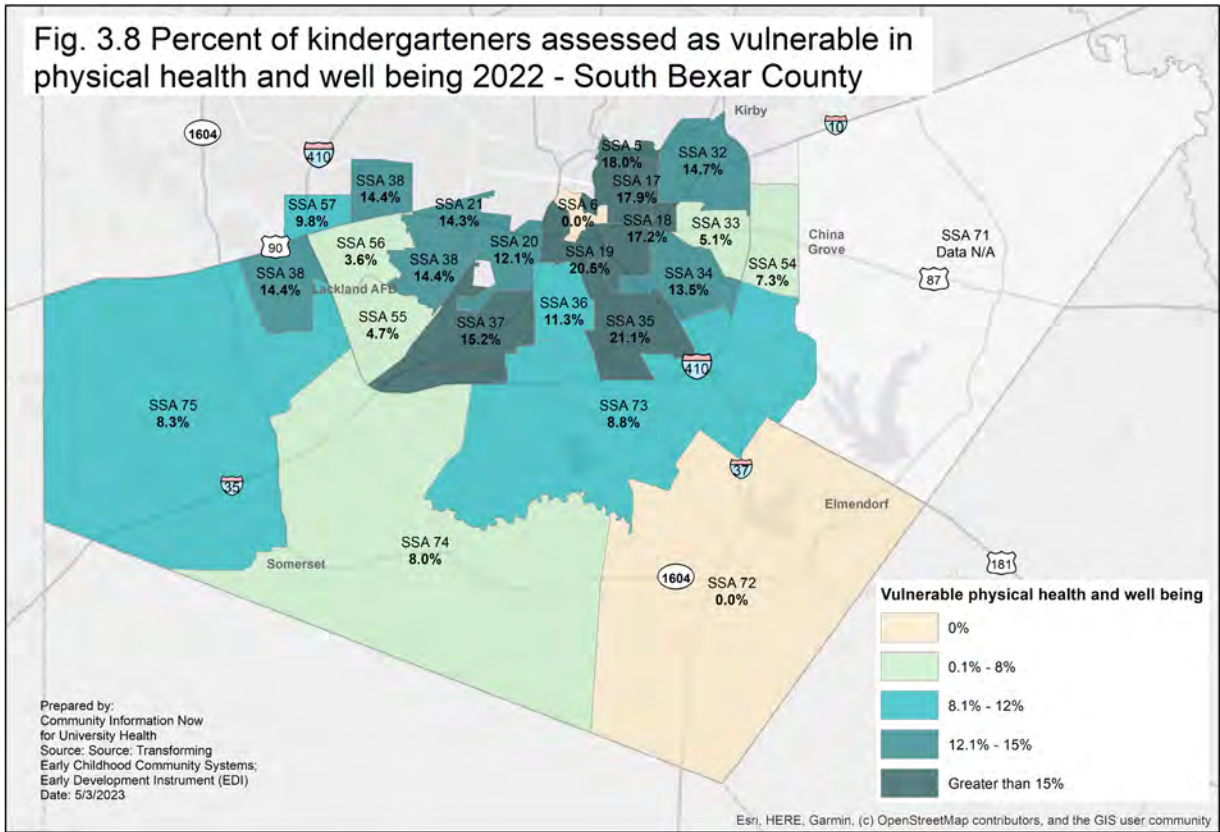 Fig. 3.8 Percent of kindergarteners assessed as vulnerable in
physical health and well being 2022 - South Bexar County
Kirby
1604
410
10
SSA 5
18.0%
SSA 32
14.7%
SSA 38
14.4%
SSA 17
17.9%
SSA 57
9.8%
SSA 21
14.3%
SSA 6
0.0%
SSA 18
17.2%
SSA 33
5.1%
China
Grove
SSA 71
Data N/A
90
SSA 56
3.6%
SSA 20
12.1%
SSA 19
20.5%
SSA 54
7.3%
87
SSA 38
14.4%
Lackland AFB
SSA 38
14.4%
SSA 34
13.5%
SSA 55
4.7%
SSA 37
15.2%
SSA 36
11.3%
SSA 35
21.1%
410
SSA 75
8.3%
SSA 73
8.8%
35
37
Elmendorf
SSA 74
8.0%
Somerset
1604
SSA 72
0.0%
181
Vulnerable physical health and well being
0%
0.1% - 8%
8.1% - 12%
12.1% - 15%
Greater than 15%
Prepared by:
Community Information Now
for University Health
Source: Source: Transforming
Early Childhood Community Systems;
Early Development Instrument (EDI)
Date: 5/3/2023
Esri, HERE, Garmin, (c) OpenStreetMap contributors, and the GIS user community